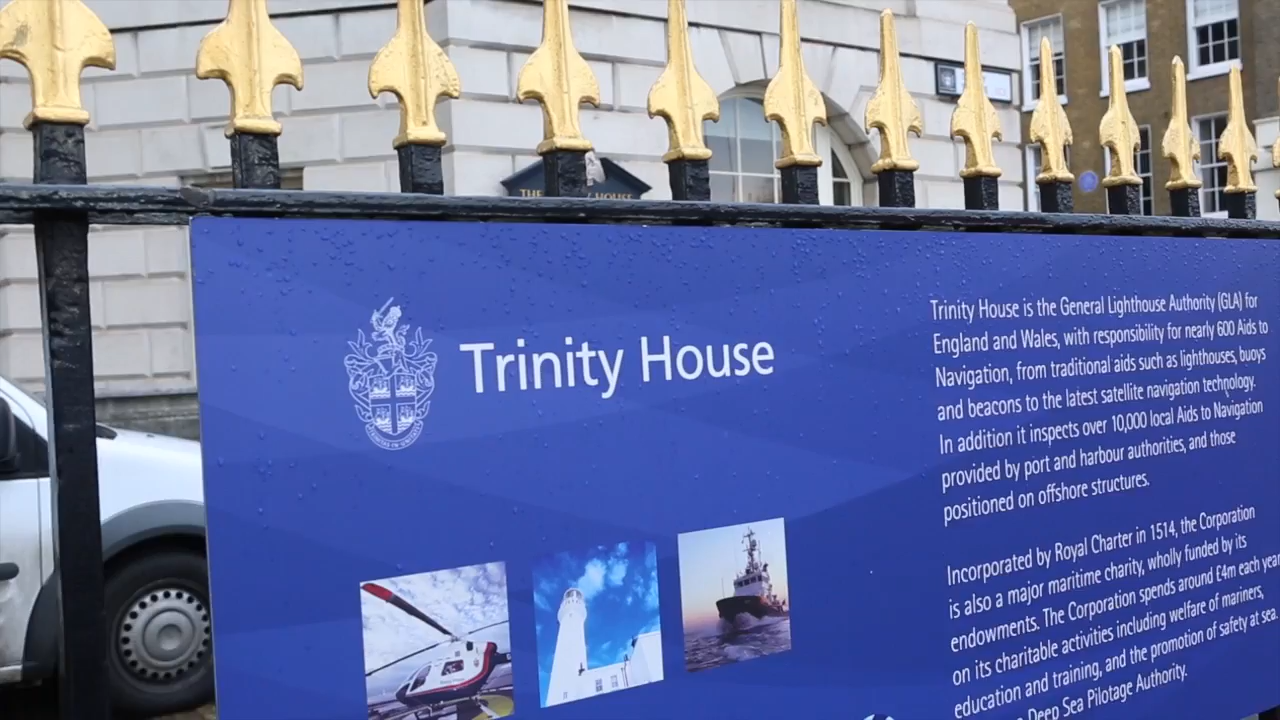 THE HOUSE
Trinity House
Trinity House is the General Lighthouse Authority (GLA) for
England and Wales, with responsibility for nearly 600 Aids to
Navigation, from traditional aids such as lighthouses, buoys
and beacons to the latest satellite navigation technology.
In addition it inspects over 10,000 local Aids to Navigation
provided by port and harbour authorities, and those
positioned on offshore structures.
Incorporated by Royal Charter in 1514, the Corporation
is also a major maritime charity, wholly funded by its
endowments. The Corporation spends around £4m each year
on its charitable activities including welfare of mariners,
education and training, and the promotion of safety at sea.
Deep Sea Pilotage Authority.